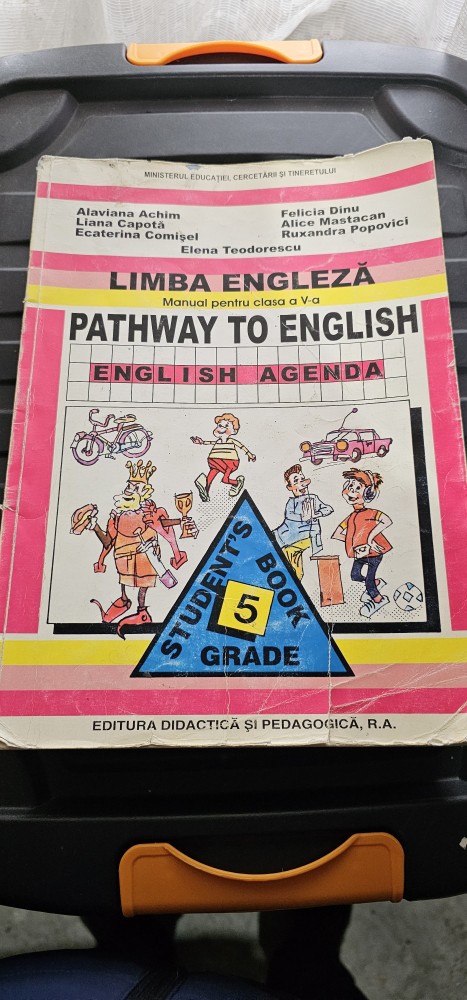 MINISTERUL EDUCAȚIEI, CERCETĂRII ȘI TINERETULUI
Alaviana Achim
Liana Capotă
Ecaterina Comișel
Felicia Dinu
Alice Mastacan
Ruxandra Popovici
Elena Teodorescu
LIMBA ENGLEZĂ
Manual pentru clasa a V-a
PATHWAY TO ENGLISH
ENGLISH AGENDA
STUDENT'S BOOK
5
GRADE
EDITURA DIDACTICĂ ȘI PEDAGOGICĂ, R.A.